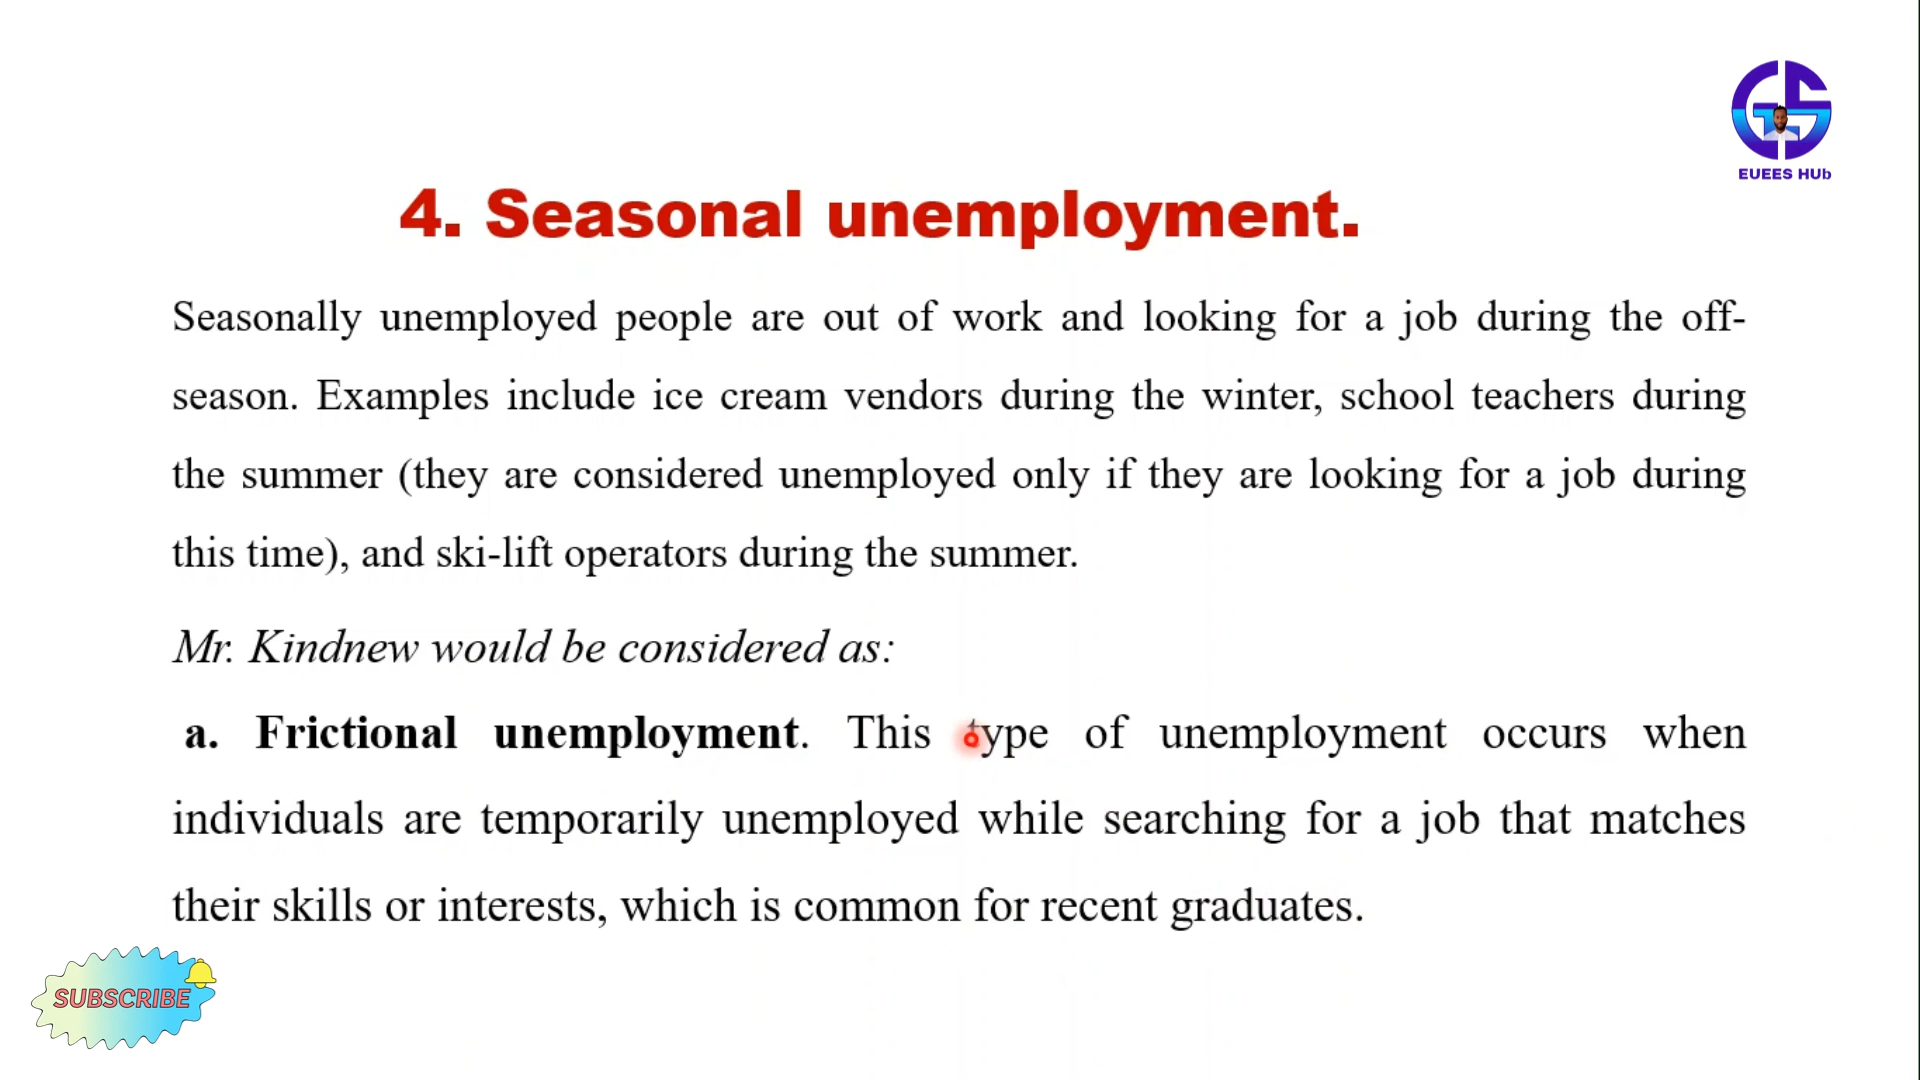 EUEES HUb
4. Seasonal unemployment.
Seasonally unemployed people are out of work and looking for a job during the off-
season. Examples include ice cream vendors during the winter, school teachers during
the summer (they are considered unemployed only if they are looking for a job during
this time), and ski-lift operators during the summer.
Mr. Kindnew would be considered as:
a. Frictional unemployment. This type of unemployment occurs when
individuals are temporarily unemployed while searching for a job that matches
their skills or interests, which is common for recent graduates.
SUBSCRIBE